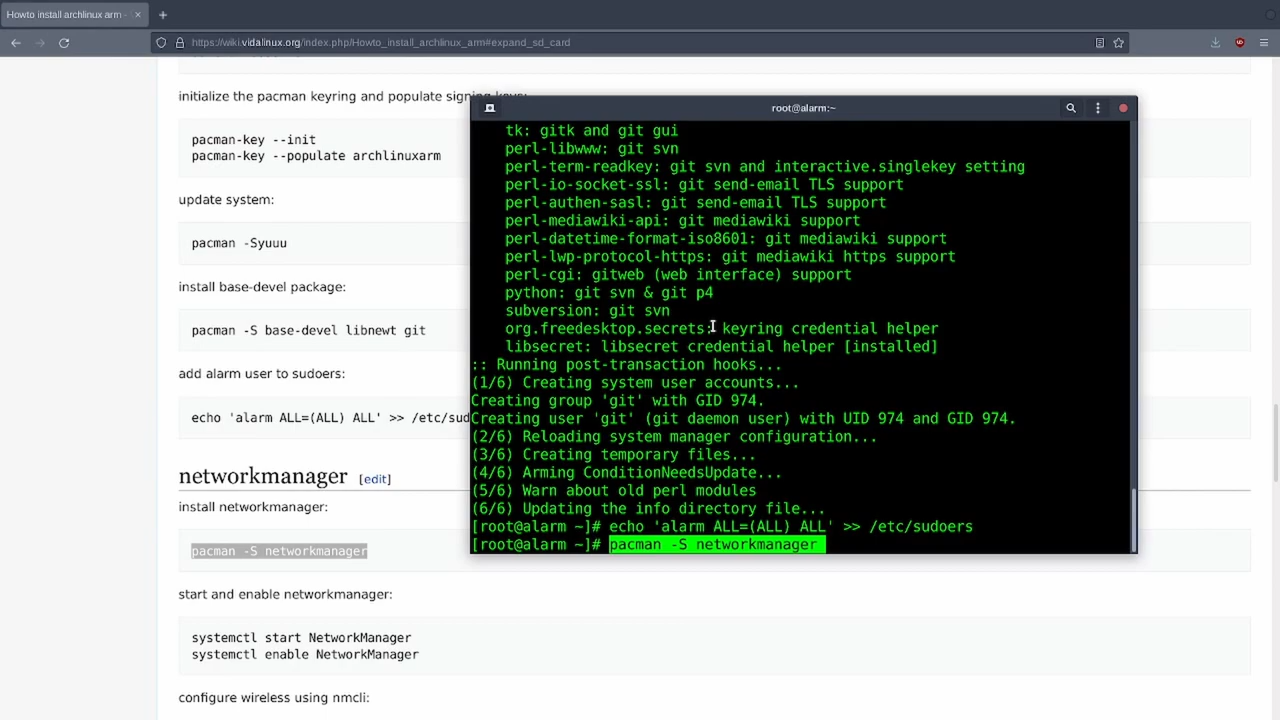 Howto install archlinux arm -
https://wiki.vidalinux.org/index.php/Howto_install_archlinux_arm#expand_sd_card
initialize the pacman keyring and populate signing keys:
pacman-key --init
pacman-key --populate archlinuxarm
update system:
pacman -Syuuu
install base-devel package:
pacman -S base-devel libnewt git
add alarm user to sudoers:
echo 'alarm ALL=(ALL) ALL' >> /etc/sud
networkmanager [edit]
install networkmanager:
pacman -S networkmanager
start and enable networkmanager:
systemctl start NetworkManager
systemctl enable NetworkManager
configure wireless using nmcli:
root@alarm:~
tk: gitk and git gui
perl-libwww: git svn
perl-term-readkey: git svn and interactive.singlekey setting
perl-io-socket-ssl: git send-email TLS support
perl-authen-sasl: git send-email TLS support
perl-mediawiki-api: git mediawiki support
perl-datetime-format-iso8601: git mediawiki support
perl-lwp-protocol-https: git mediawiki https support
perl-cgi: gitweb (web interface) support
python: git svn & git p4
subversion: git svn
org.freedesktop.secrets: keyring credential helper
libsecret: libsecret credential helper [installed]
:: Running post-transaction hooks...
(1/6) Creating system user accounts...
Creating group 'git' with GID 974.
Creating user 'git' (git daemon user) with UID 974 and GID 974.
(2/6) Reloading system manager configuration...
(3/6) Creating temporary files...
(4/6) Arming ConditionNeedsUpdate...
(5/6) Warn about old perl modules
(6/6) Updating the info directory file...
[root@alarm ~]# echo 'alarm ALL=(ALL) ALL' >> /etc/sudoers
[root@alarm ~]# pacman -S networkmanager